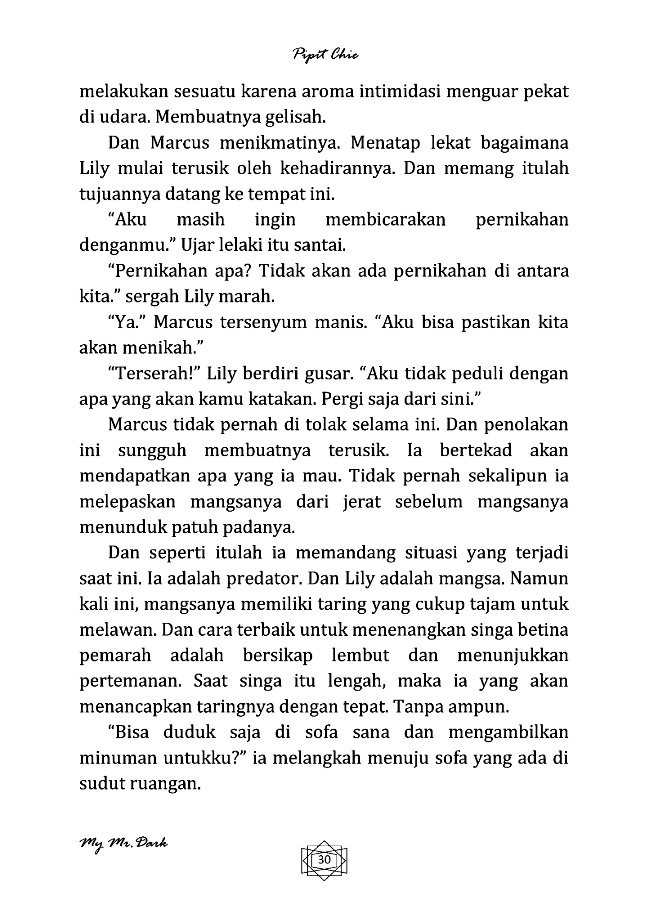 Pipit Chie
melakukan sesuatu karena aroma intimidasi menguar pekat
di udara. Membuatnya gelisah.
Dan Marcus menikmatinya. Menatap lekat bagaimana
Lily mulai terusik oleh kehadirannya. Dan memang itulah
tujuannya datang ke tempat ini.
“Aku masih ingin membicarakan pernikahan
denganmu.” Ujar lelaki itu santai.
“Pernikahan apa? Tidak akan ada pernikahan di antara
kita.” sergah Lily marah.
“Ya.” Marcus tersenyum manis. “Aku bisa pastikan kita
akan menikah.”
“Terserah!” Lily berdiri gusar. “Aku tidak peduli dengan
apa yang akan kamu katakan. Pergi saja dari sini.”
Marcus tidak pernah di tolak selama ini. Dan penolakan
ini sungguh membuatnya terusik. Ia bertekad akan
mendapatkan apa yang ia mau. Tidak pernah sekalipun ia
melepaskan mangsanya dari jerat sebelum mangsanya
menunduk patuh padanya.
Dan seperti itulah ia memandang situasi yang terjadi
saat ini. Ia adalah predator. Dan Lily adalah mangsa. Namun
kali ini, mangsanya memiliki taring yang cukup tajam untuk
melawan. Dan cara terbaik untuk menenangkan singa betina
pemarah adalah bersikap lembut dan menunjukkan
pertemanan. Saat singa itu lengah, maka ia yang akan
menancapkan taringnya dengan tepat. Tanpa ampun.
“Bisa duduk saja di sofa sana dan mengambilkan
minuman untukku?” ia melangkah menuju sofa yang ada di
sudut ruangan.
My Mr. Dark
30